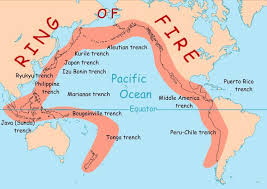 RING OF FIRE
Aleutian trench
Kurile trench
Japan trench
Izu Bonin trench
Ryukyu trench
Philippine
trench
Marianas trench
Pacific
Ocean
Equator
Puerto Rico
trench
Middle America
trench
Bougainville trench
Java (Sunda)
trench
Tonga trench
Peru-Chile trench